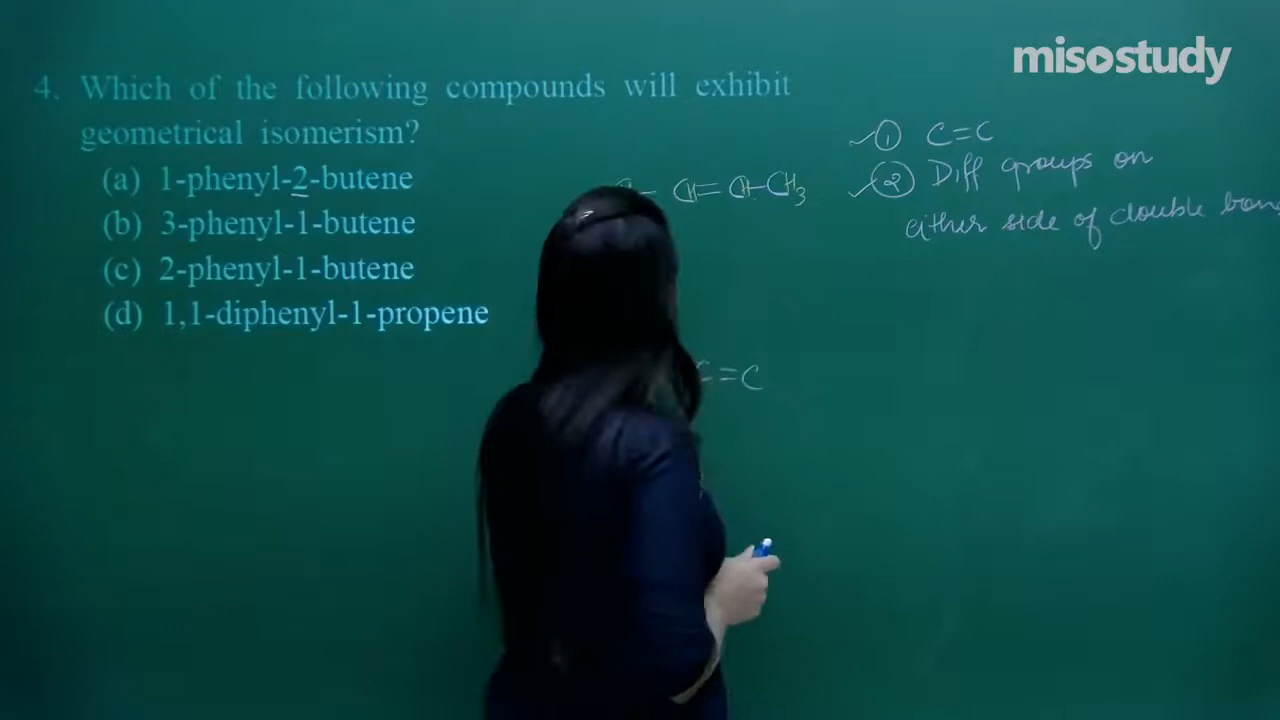 misostudy
4. Which of the following compounds will exhibit
geometrical isomerism?
(a) 1-phenyl-2-butene
(b) 3-phenyl-1-butene
(c) 2-phenyl-1-butene
(d) 1,1-diphenyl-1-propene
CH=CH-CH3
① C=C
② Diff groups on
either side of double
C=C